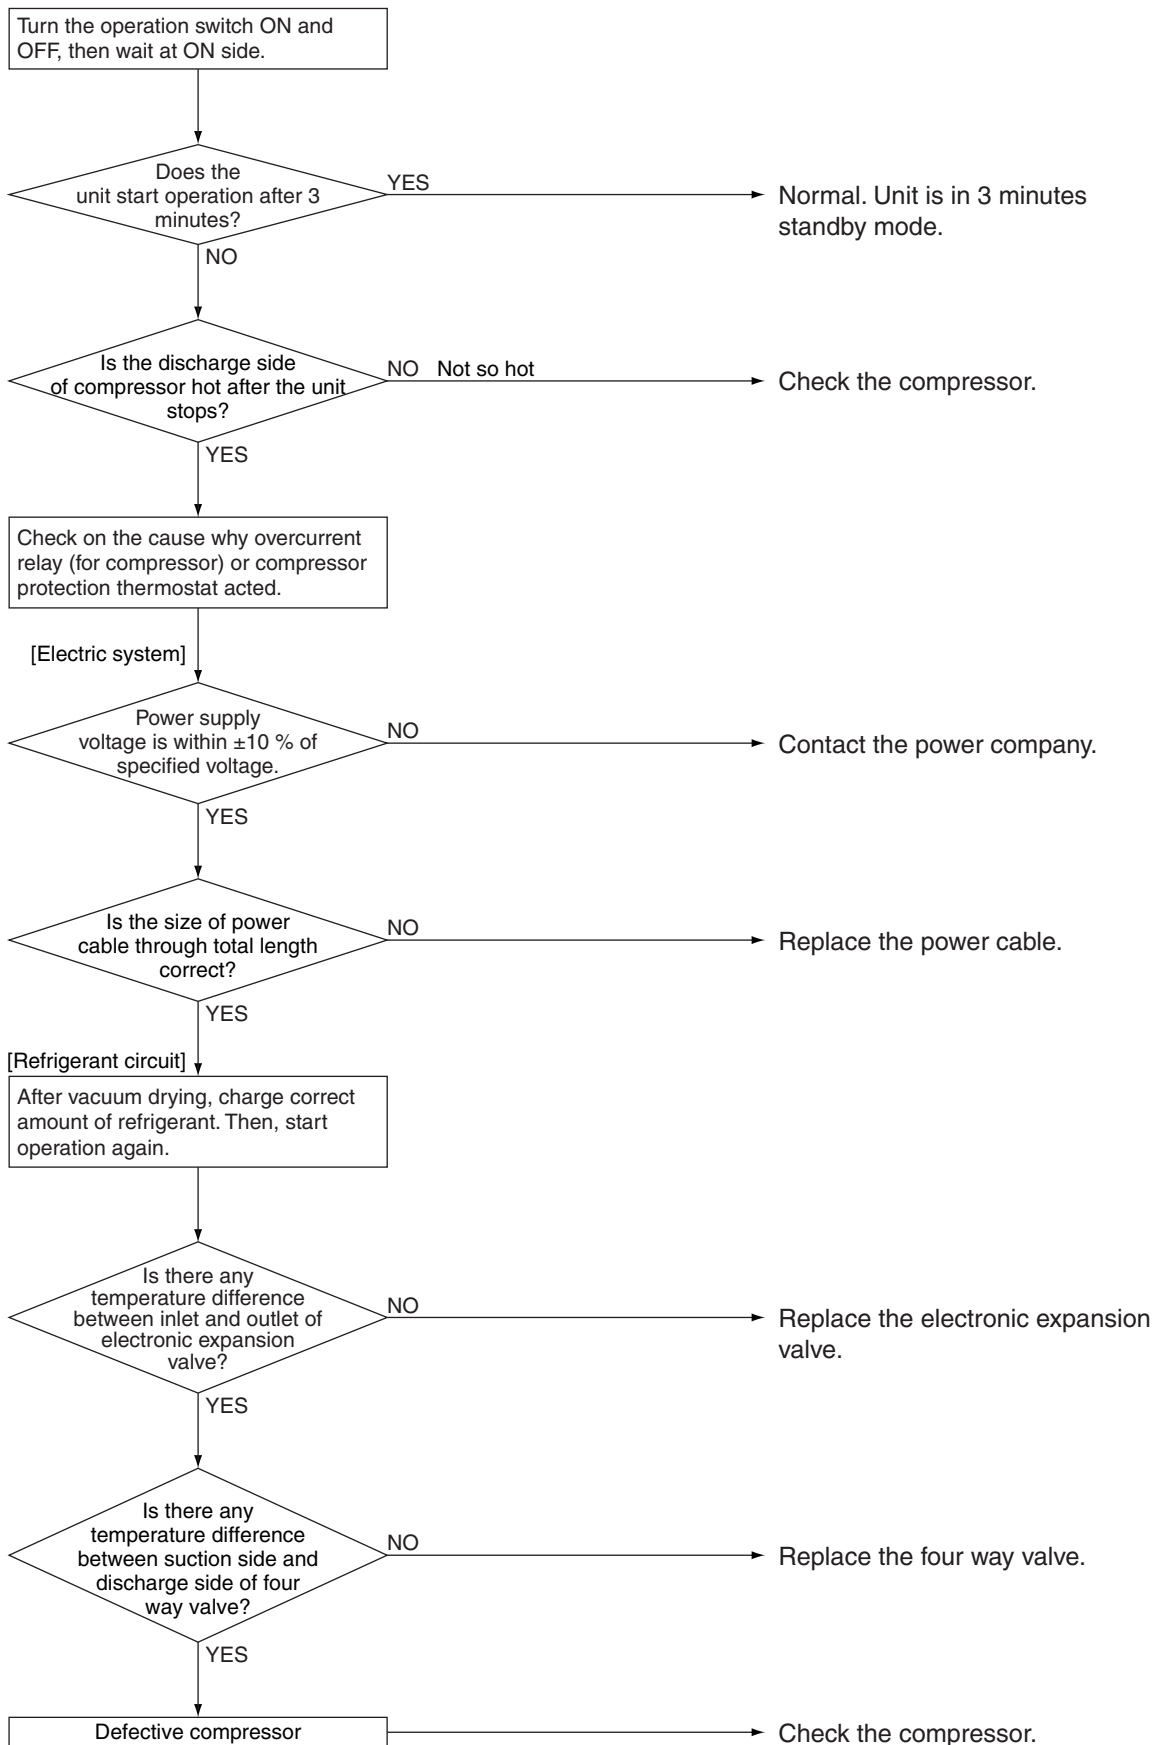 Turn the operation switch ON and
OFF, then wait at ON side.
Does the
unit start operation after 3
minutes?
YES
Normal. Unit is in 3 minutes
standby mode.
NO
Is the discharge side
of compressor hot after the unit
stops?
NO Not so hot
Check the compressor.
YES
Check on the cause why overcurrent
relay (for compressor) or compressor
protection thermostat acted.
[Electric system]
Power supply
voltage is within ±10 % of
specified voltage.
NO
Contact the power company.
YES
Is the size of power
cable through total length
correct?
NO
Replace the power cable.
YES
[Refrigerant circuit]
After vacuum drying, charge correct
amount of refrigerant. Then, start
operation again.
Is there any
temperature difference
between inlet and outlet of
electronic expansion
valve?
NO
Replace the electronic expansion
valve.
YES
Is there any
temperature difference
between suction side and
discharge side of four
way valve?
NO
Replace the four way valve.
YES
Defective compressor
Check the compressor.